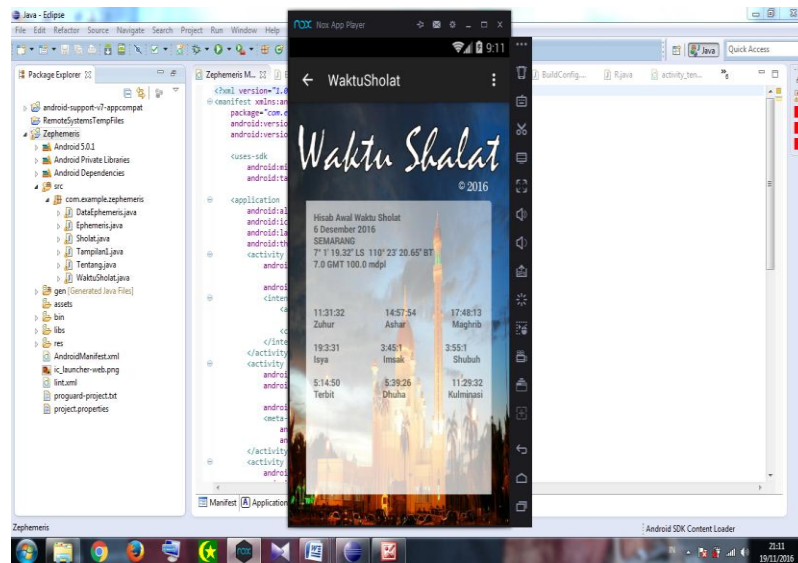 Java - Eclipse
File Edit Refactor Source Navigate Search Project Run Window Help
Java
Quick Access
Package Explorer
android-support-v7-appcompat
RemoteSystemsTempFiles
Zephemeris
Android 5.0.1
Android Private Libraries
Android Dependencies
src
com.example.zephemeris
DataEphemeris.java
Ephemeris.java
Sholat.java
Tampilan1.java
Tentang.java
WaktuSholat.java
gen [Generated Java Files]
assets
bin
libs
res
AndroidManifest.xml
ic_launcher-web.png
lint.xml
proguard-project.txt
project.properties
Zephemeris M...
BuildConfig....
R.java
activity_ten...
<?xml version="1.0
<manifest xmlns:an
package="com.e
android:versio
android:versio
<uses-sdk
android:mi
android:ta
<application
android:al
android:ic
android:la
android:th
<activity
androi
androi
<inten
<a
<c
</inte
</activity
<activity
androi
androi
androi
<meta-
an
an
</activity
<activity
androi
androi
Manifest
Application
nox Nox App Player
9:11
WaktuSholat
Waktu Shalat
© 2016
Hisab Awal Waktu Sholat
6 Desember 2016
SEMARANG
7° 1' 19.32" LS 110° 23' 20.65" BT
7.0 GMT 100.0 mdpl
11:31:32 14:57:54 17:48:13
Zuhur Ashar Maghrib
19:3:31 3:45:1 3:55:1
Isya Imsak Shubuh
5:14:50 5:39:26 11:29:32
Terbit Dhuha Kulminasi
Zephemeris
Android SDK Content Loader
nox
IN
21:11
19/11/2016